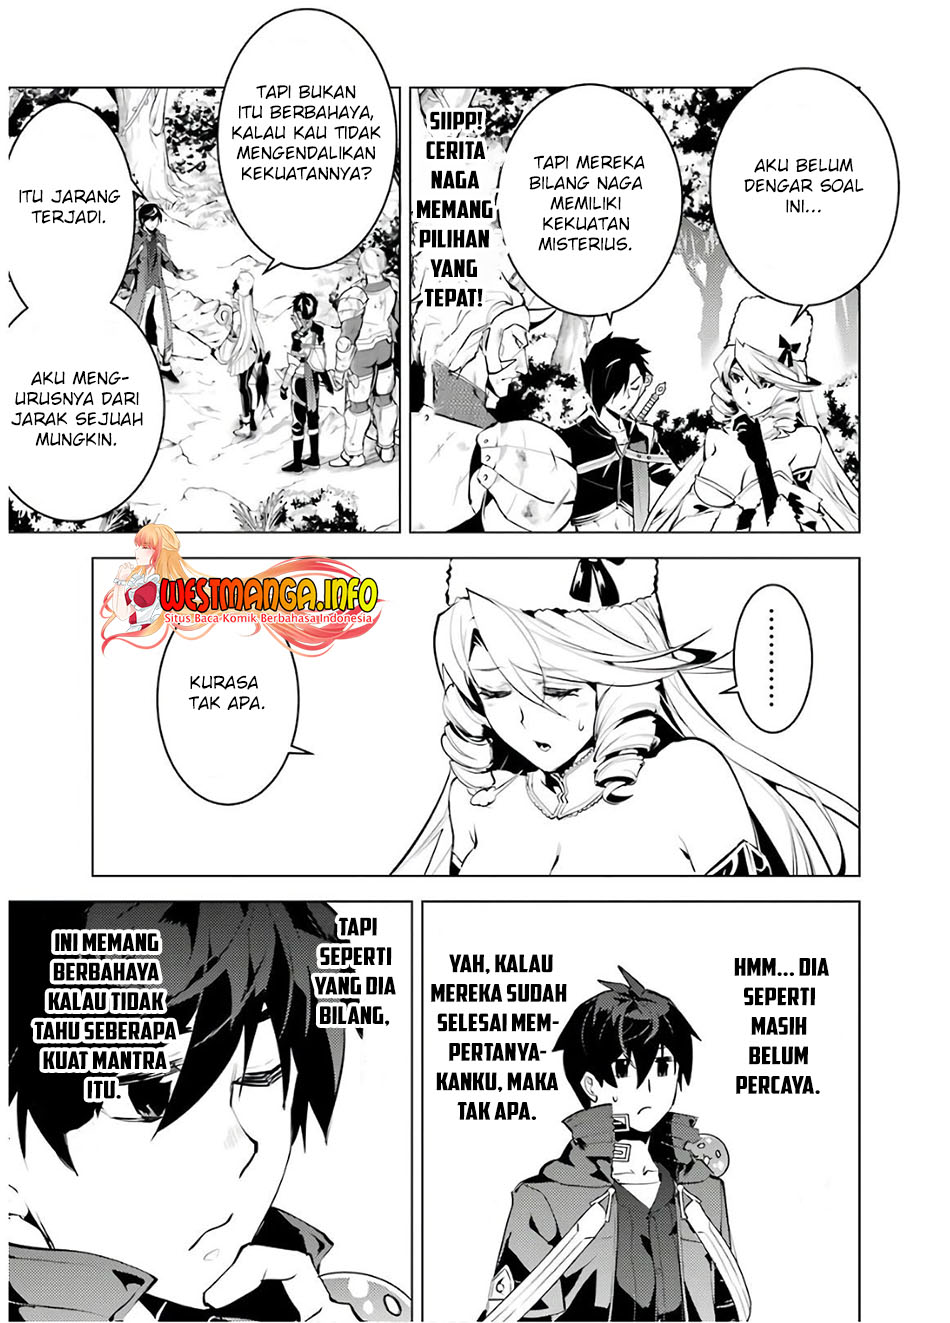 AKU BELUM
DENGAR SOAL
INI...
TAPI MEREKA
BILANG NAGA
MEMILIKI
KEKUATAN
MISTERIUS.
SIIPP!
CERITA
NAGA
MEMANG
PILIHAN
YANG
TEPAT!
TAPI BUKAN
ITU BERBAHAYA,
KALAU KAU TIDAK
MENGENDALIKAN
KEKUATANNYA?
ITU JARANG
TERJADI.
AKU MENG-
URUSNYA DARI
JARAK SEJUAH
MUNGKIN.
WESTMANGA.INFO
Situs Baca Komik Berbahasa Indonesia
.........
KURASA
TAK APA.
HMM... DIA
SEPERTI
MASIH
BELUM
PERCAYA.
YAH, KALAU
MEREKA SUDAH
SELESAI MEM-
PERTANYA-
KANKU, MAKA
TAK APA.
TAPI
SEPERTI
YANG DIA
BILANG,
INI MEMANG
BERBAHAYA
KALAU TIDAK
TAHU SEBERAPA
KUAT MANTRA
ITU.